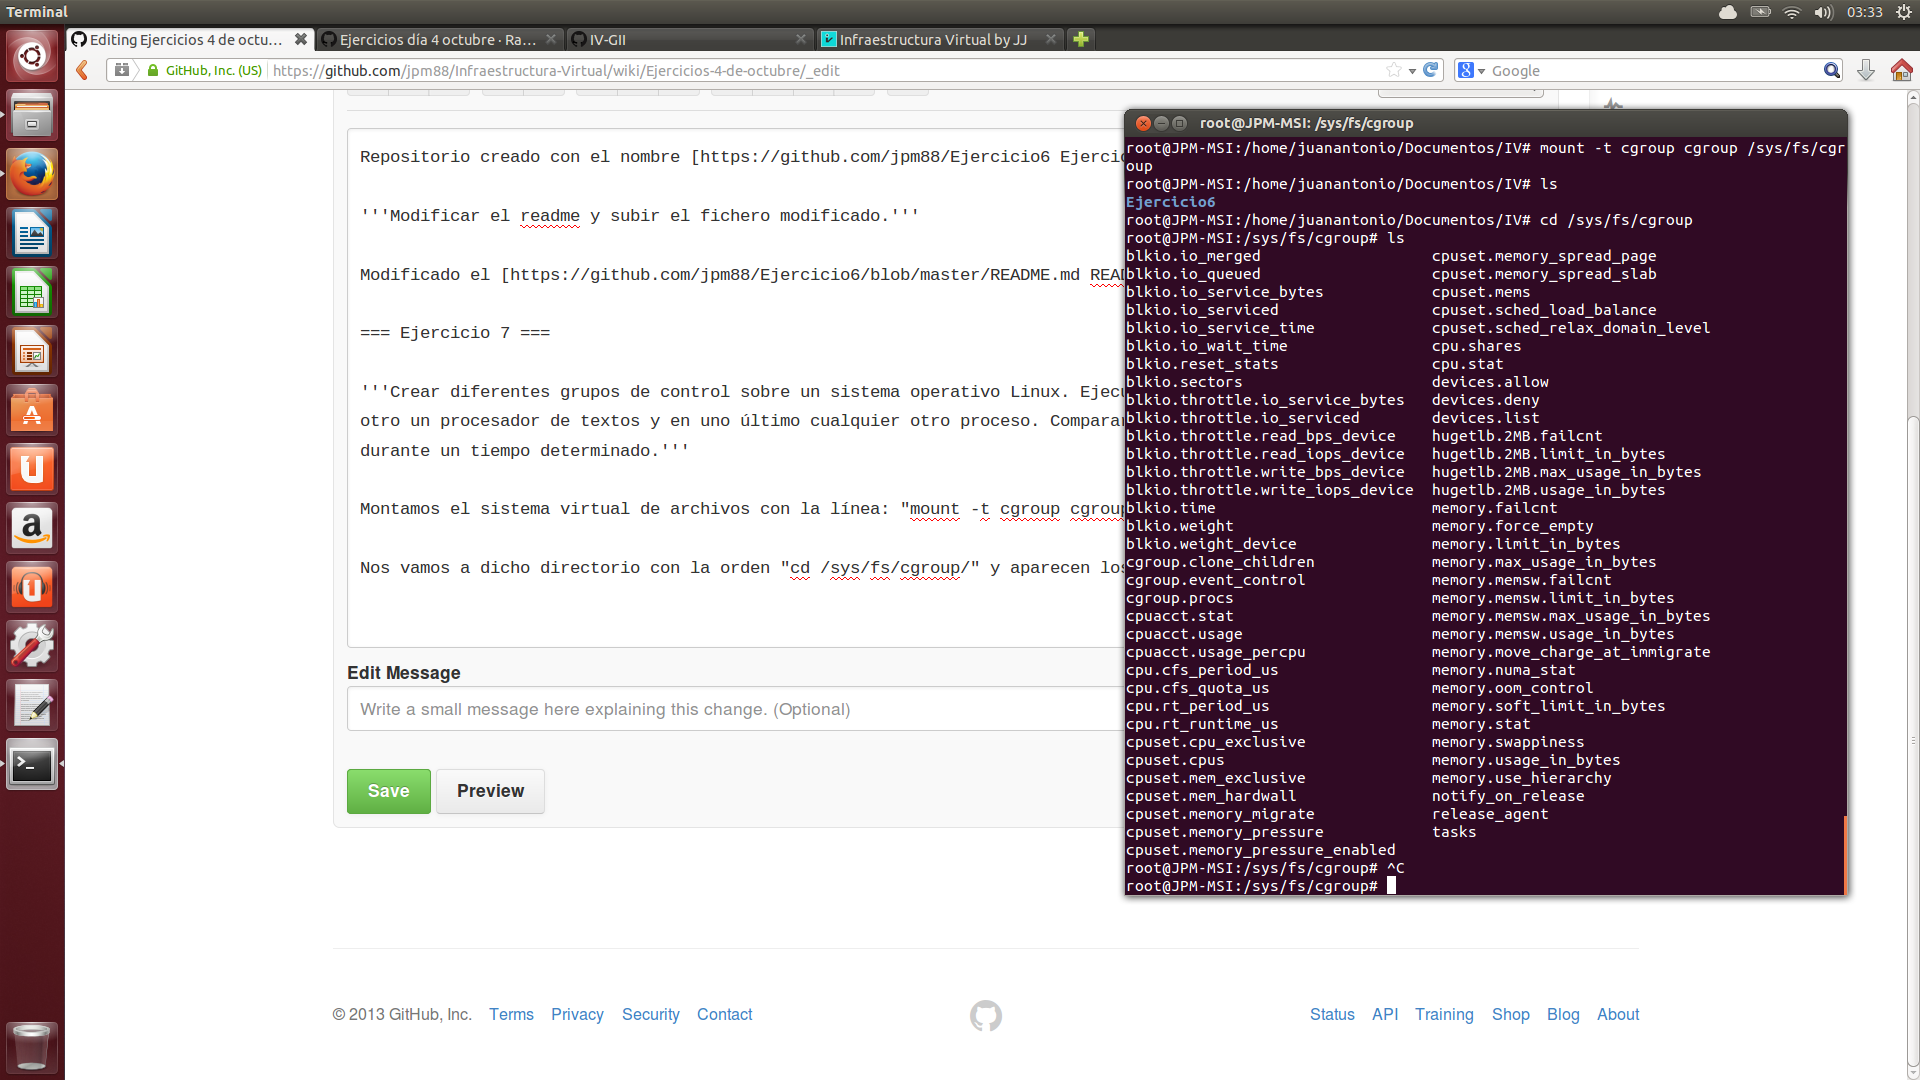 Terminal
03:33
Editing Ejercicios 4 de octu...
Ejercicios día 4 octubre · Ra...
IV-GII
Infraestructura Virtual by JJ
GitHub, Inc. (US)
https://github.com/jpm88/Infraestructura-Virtual/wiki/Ejercicios-4-de-octubre/_edit
Google
Repositorio creado con el nombre [https://github.com/jpm88/Ejercicio6 Ejerci
'''Modificar el readme y subir el fichero modificado.'''
Modificado el [https://github.com/jpm88/Ejercicio6/blob/master/README.md READ
=== Ejercicio 7 ===
'''Crear diferentes grupos de control sobre un sistema operativo Linux. Ejecu
otro un procesador de textos y en uno último cualquier otro proceso. Comparar
durante un tiempo determinado.'''
Montamos el sistema virtual de archivos con la línea: "mount -t cgroup cgroup
Nos vamos a dicho directorio con la orden "cd /sys/fs/cgroup/" y aparecen los
Edit Message
Write a small message here explaining this change. (Optional)
Save Preview
root@JPM-MSI: /sys/fs/cgroup
root@JPM-MSI:/home/juanantonio/Documentos/IV# mount -t cgroup cgroup /sys/fs/cgr
oup
root@JPM-MSI:/home/juanantonio/Documentos/IV# ls
Ejercicio6
root@JPM-MSI:/home/juanantonio/Documentos/IV# cd /sys/fs/cgroup
root@JPM-MSI:/sys/fs/cgroup# ls
blkio.io_merged cpuset.memory_spread_page
blkio.io_queued cpuset.memory_spread_slab
blkio.io_service_bytes cpuset.mems
blkio.io_serviced cpuset.sched_load_balance
blkio.io_service_time cpuset.sched_relax_domain_level
blkio.io_wait_time cpu.shares
blkio.reset_stats cpu.stat
blkio.sectors devices.allow
blkio.throttle.io_service_bytes devices.deny
blkio.throttle.io_serviced devices.list
blkio.throttle.read_bps_device hugetlb.2MB.failcnt
blkio.throttle.read_iops_device hugetlb.2MB.limit_in_bytes
blkio.throttle.write_bps_device hugetlb.2MB.max_usage_in_bytes
blkio.throttle.write_iops_device hugetlb.2MB.usage_in_bytes
blkio.time memory.failcnt
blkio.weight memory.force_empty
blkio.weight_device memory.limit_in_bytes
cgroup.clone_children memory.max_usage_in_bytes
cgroup.event_control memory.memsw.failcnt
cgroup.procs memory.memsw.limit_in_bytes
cpuacct.stat memory.memsw.max_usage_in_bytes
cpuacct.usage memory.memsw.usage_in_bytes
cpuacct.usage_percpu memory.move_charge_at_immigrate
cpu.cfs_period_us memory.numa_stat
cpu.cfs_quota_us memory.oom_control
cpu.rt_period_us memory.soft_limit_in_bytes
cpu.rt_runtime_us memory.stat
cpuset.cpu_exclusive memory.swappiness
cpuset.cpus memory.usage_in_bytes
cpuset.mem_exclusive memory.use_hierarchy
cpuset.mem_hardwall notify_on_release
cpuset.memory_migrate release_agent
cpuset.memory_pressure tasks
cpuset.memory_pressure_enabled
root@JPM-MSI:/sys/fs/cgroup# ^C
root@JPM-MSI:/sys/fs/cgroup#
© 2013 GitHub, Inc. Terms Privacy Security Contact
Status API Training Shop Blog About